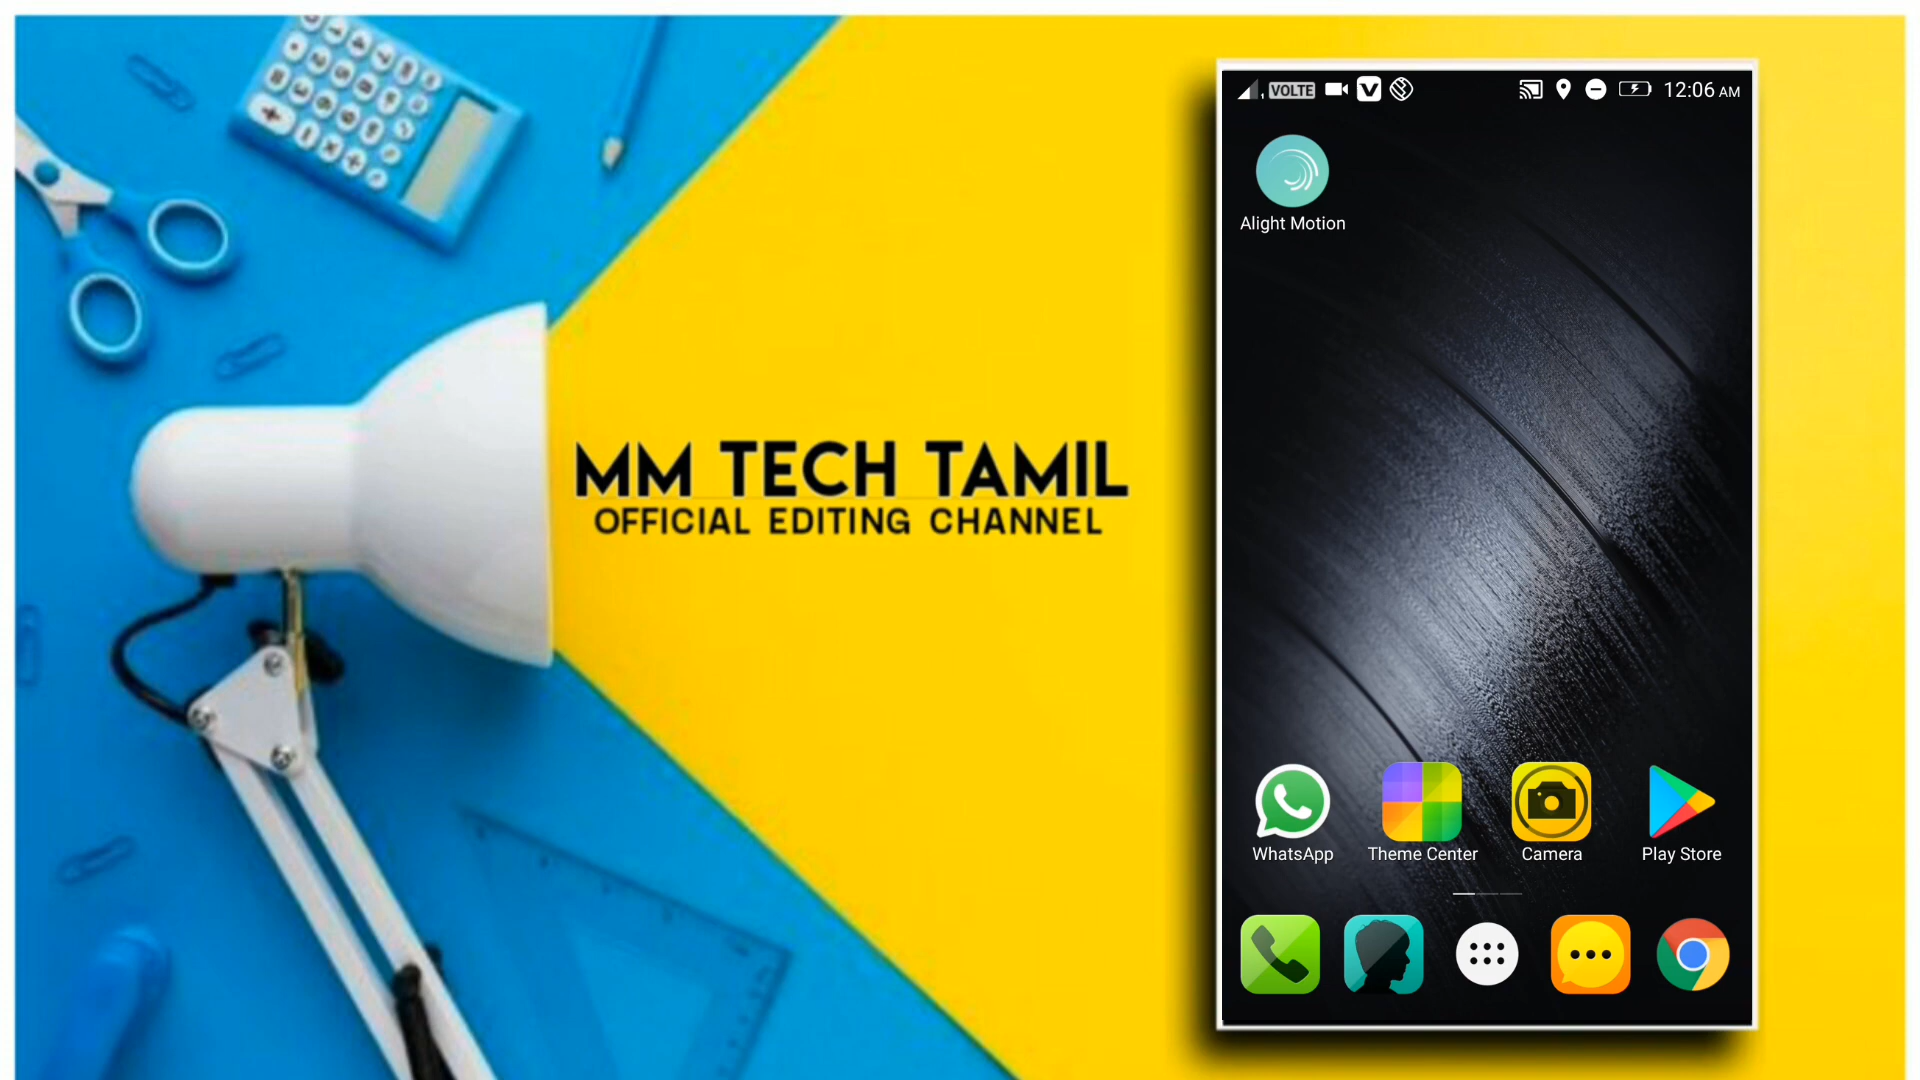 MM TECH TAMIL
OFFICIAL EDITING CHANNEL
VOLTE
12:06 AM
Alight Motion
WhatsApp
Theme Center
Camera
Play Store